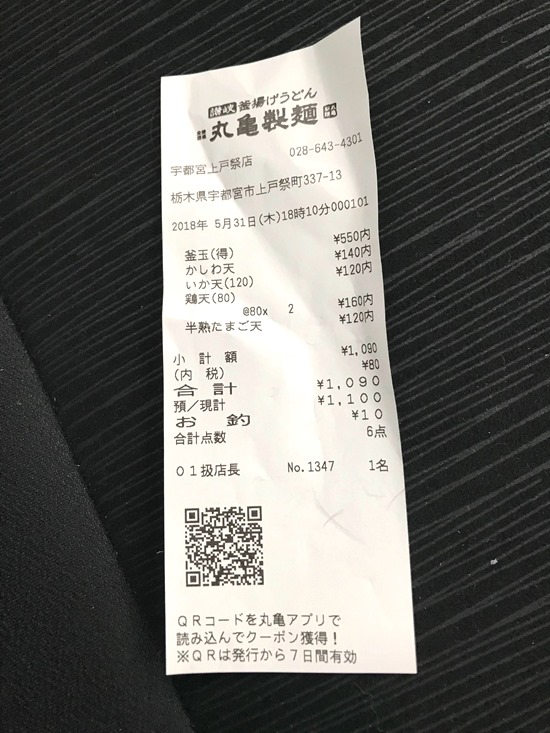 讃岐 釜揚げうどん
丸亀製麺
宇都宮上戸祭店 028-643-4301
栃木県宇都宮市上戸祭町337-13
2018年 5月31日(木)18時10分000101
釜玉(得) ¥550内
かしわ天 ¥140内
いか天(120) ¥120内
鶏天(80)
@80x 2 ¥160内
半熟たまご天 ¥120内
小計額 ¥1,090
(内 税) ¥80
合計 ¥1,090
預/現計 ¥1,100
お釣 ¥10
合計点数 6点
01扱店長 No.1347 1名
QRコードを丸亀アプリで
読み込んでクーポン獲得!
※QRは発行から7日間有効